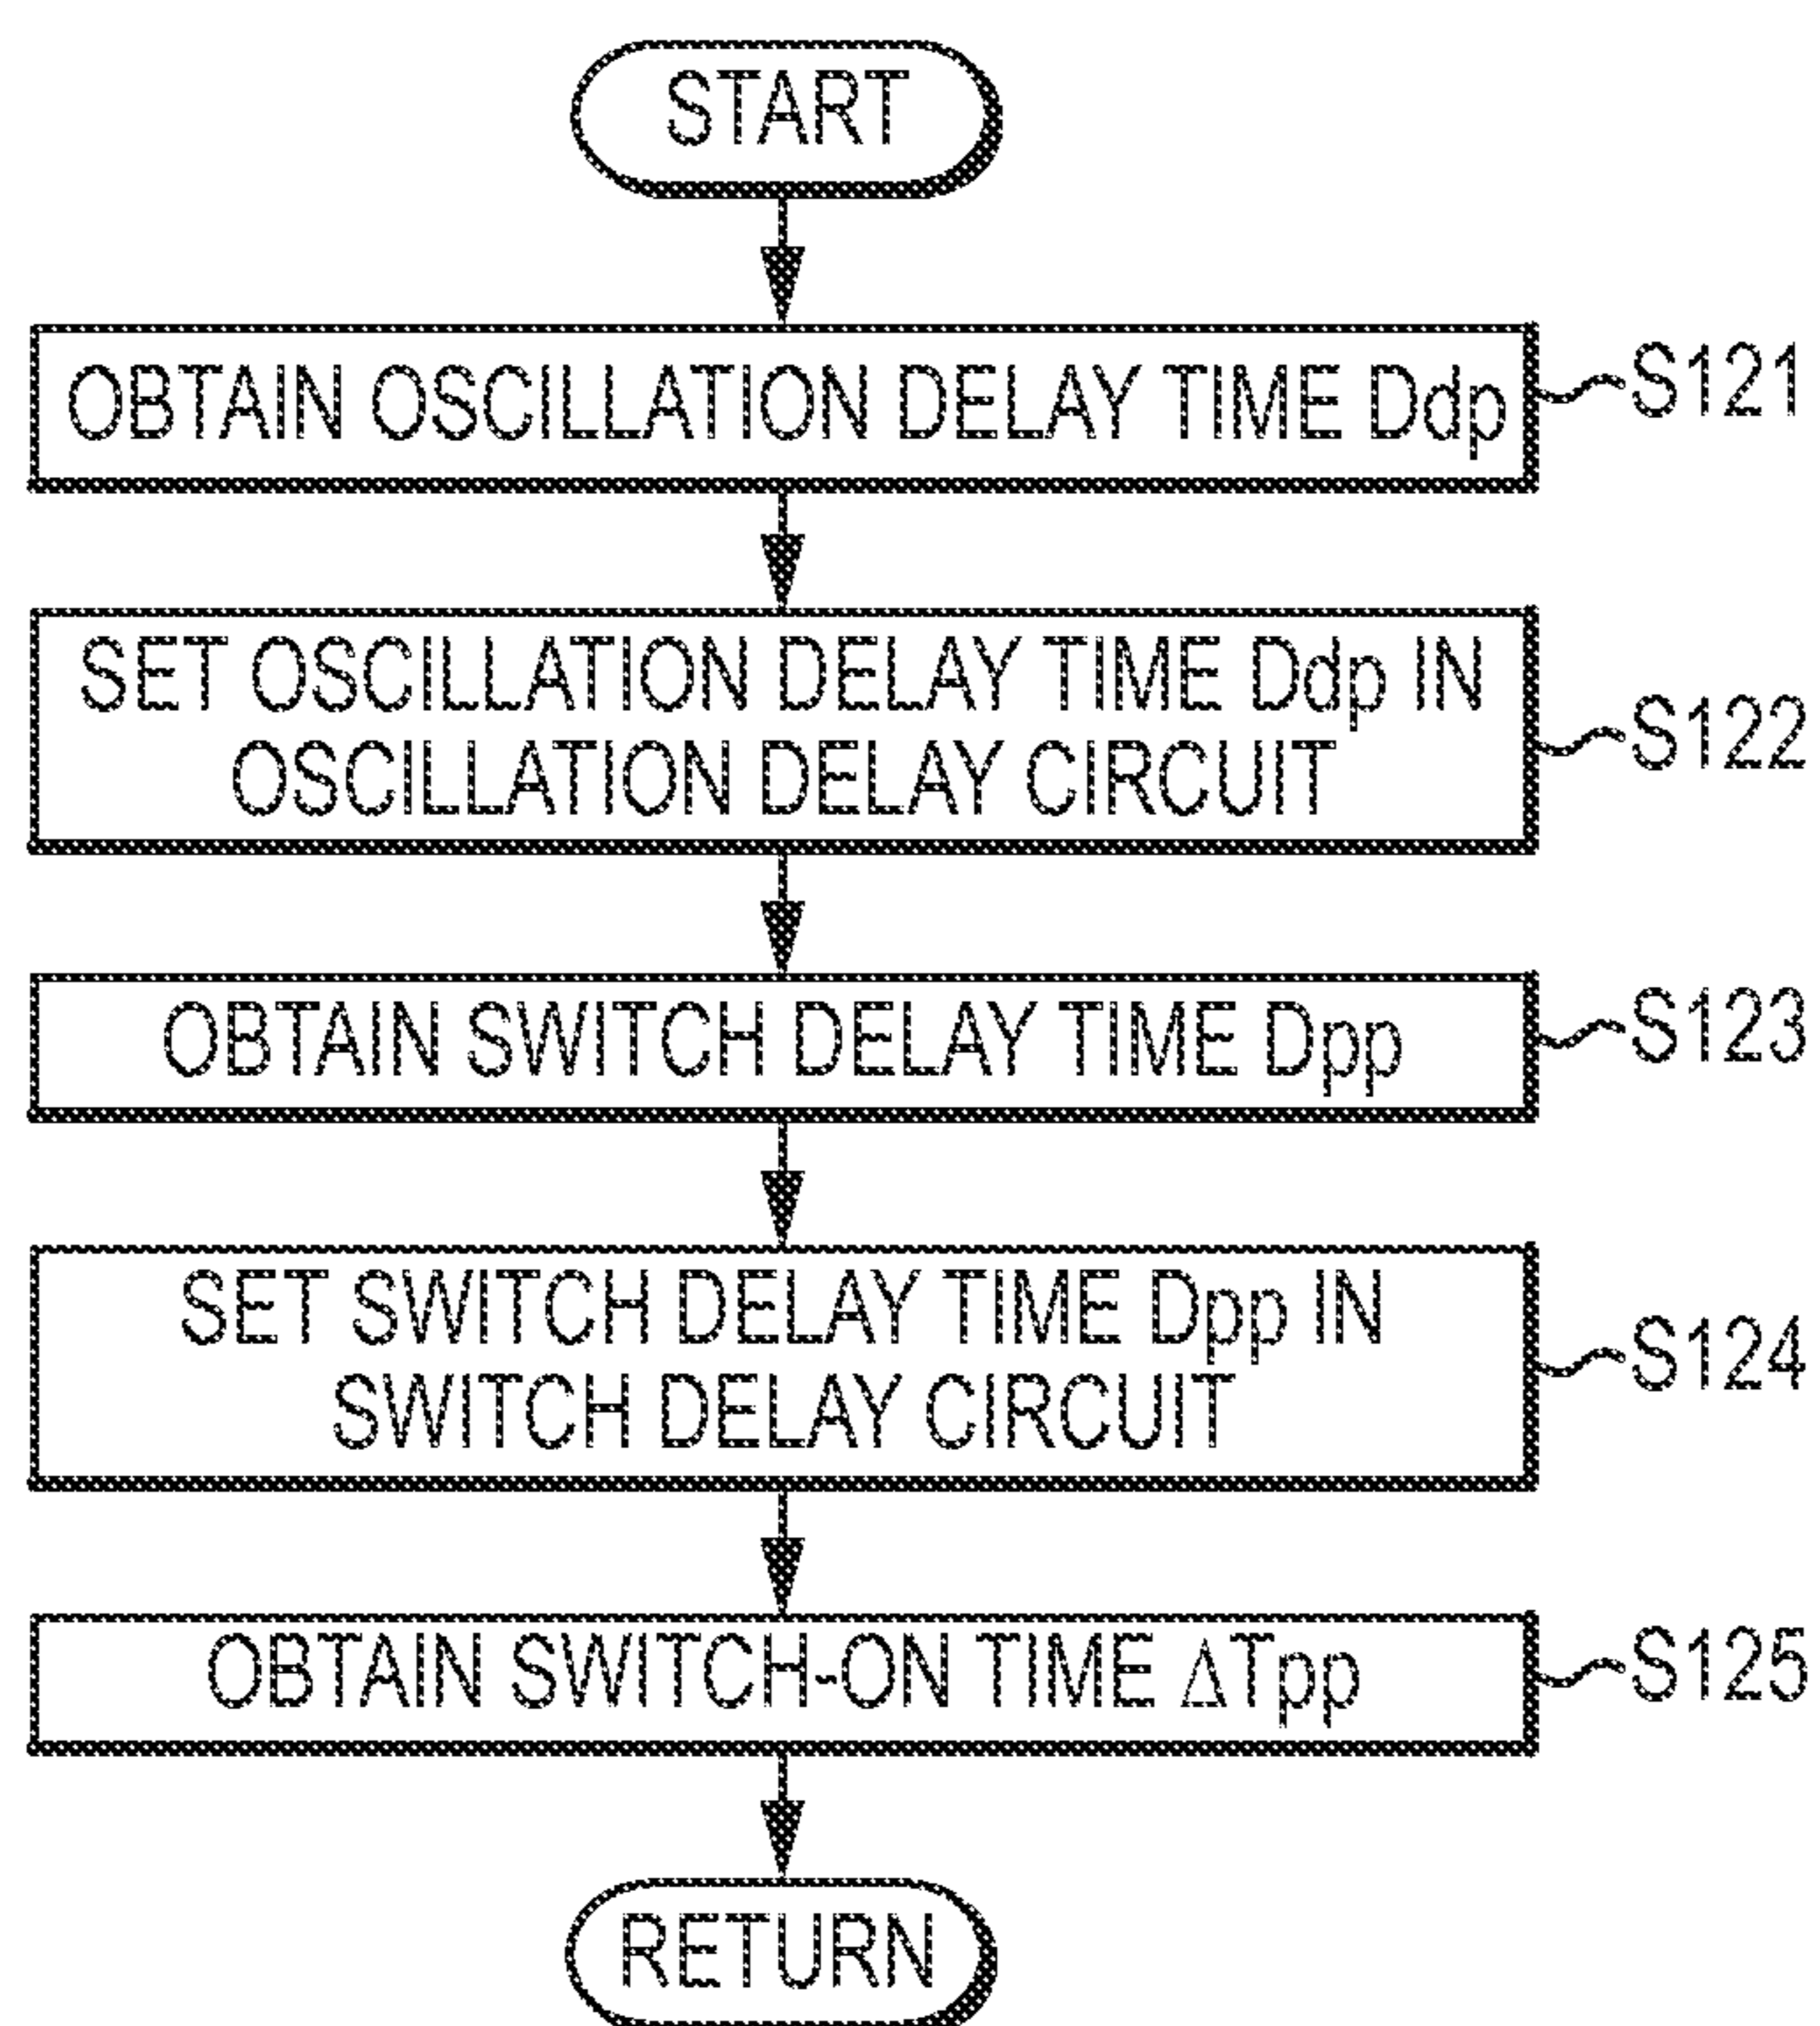 START
OBTAIN OSCILLATION DELAY TIME Ddp
S121
SET OSCILLATION DELAY TIME Ddp IN
OSCILLATION DELAY CIRCUIT
S122
OBTAIN SWITCH DELAY TIME Dpp
S123
SET SWITCH DELAY TIME Dpp IN
SWITCH DELAY CIRCUIT
S124
OBTAIN SWITCH-ON TIME ΔTpp
S125
RETURN